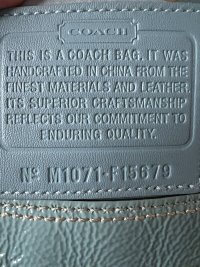 COACH
THIS IS A COACH BAG. IT WAS
HANDCRAFTED IN CHINA FROM THE
FINEST MATERIALS AND LEATHER.
ITS SUPERIOR CRAFTSMANSHIP
REFLECTS OUR COMMITMENT TO
ENDURING QUALITY.
Nº M1071-F15679